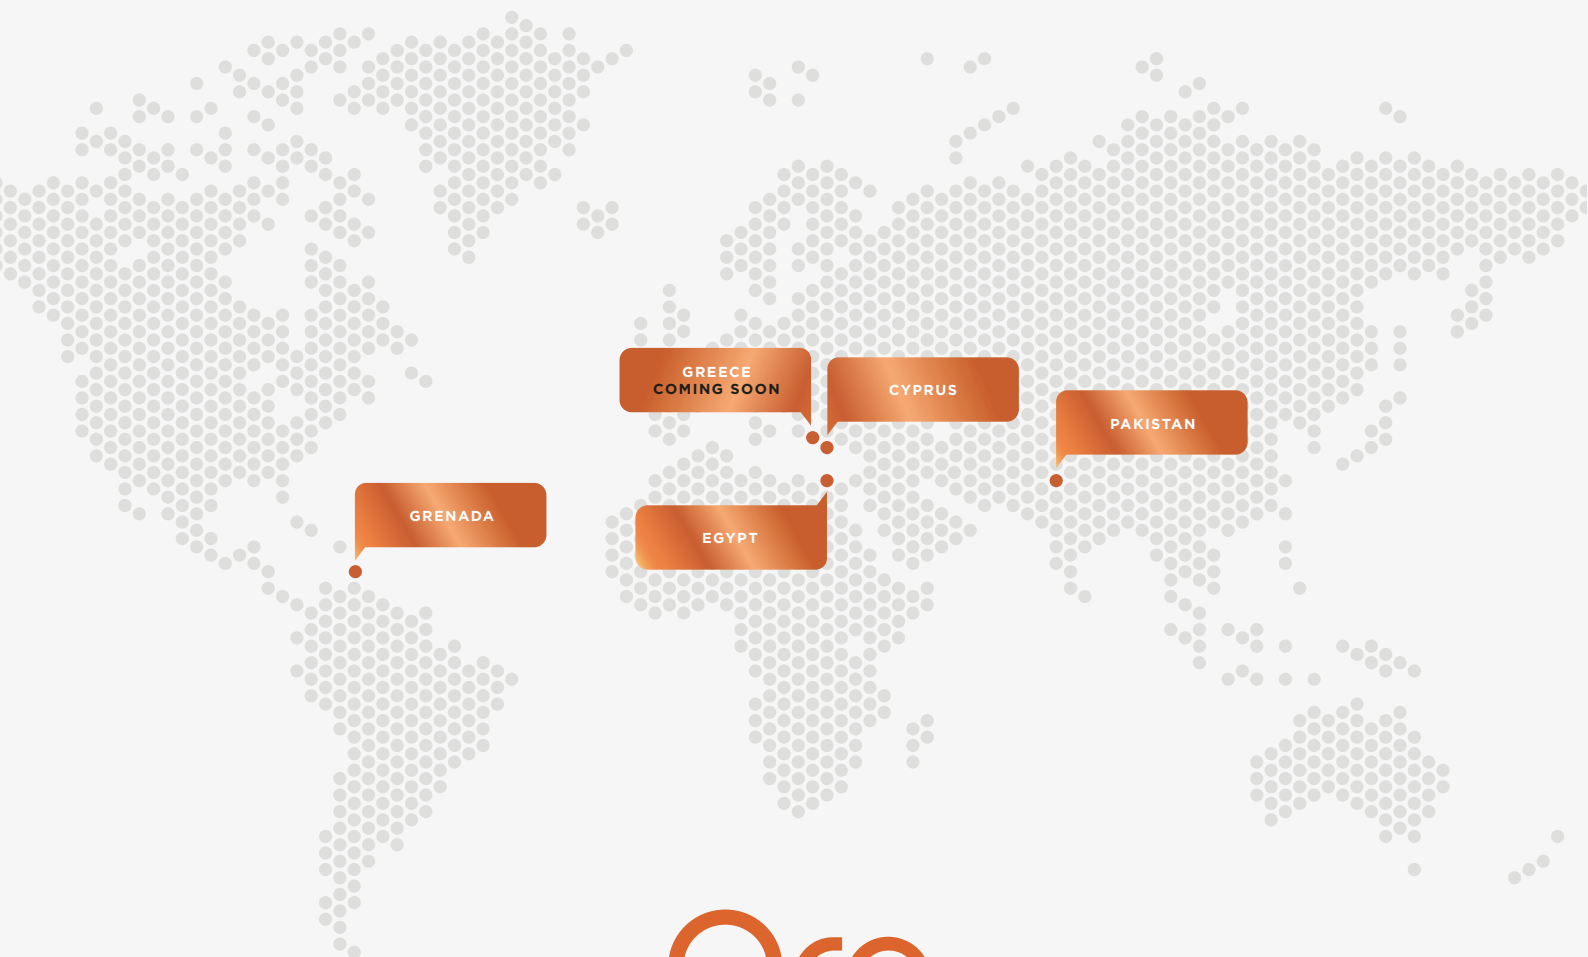 GREECE
COMING SOON
CYPRUS
PAKISTAN
GRENADA
EGYPT